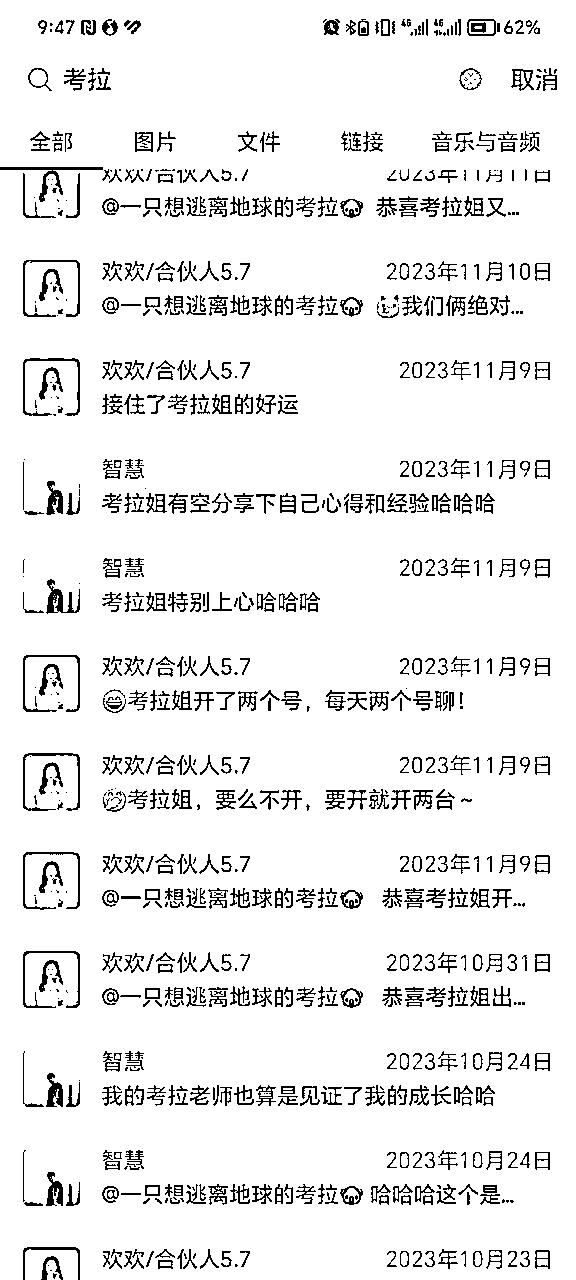 9:47 62%
考拉 取消
全部 图片 文件 链接 音乐与音频
欢欢/合伙人5.7 2023年11月11日
@一只想逃离地球的考拉🐨 恭喜考拉姐又...
欢欢/合伙人5.7 2023年11月10日
@一只想逃离地球的考拉🐨 我们俩绝对...
欢欢/合伙人5.7 2023年11月9日
接住了考拉姐的好运
智慧 2023年11月9日
考拉姐有空分享下自己心得和经验哈哈哈
智慧 2023年11月9日
考拉姐特别上心哈哈哈
欢欢/合伙人5.7 2023年11月9日
😄考拉姐开了两个号，每天两个号聊！
欢欢/合伙人5.7 2023年11月9日
🤭考拉姐，要么不开，要开就开两台～
欢欢/合伙人5.7 2023年11月9日
@一只想逃离地球的考拉🐨 恭喜考拉姐开...
欢欢/合伙人5.7 2023年10月31日
@一只想逃离地球的考拉🐨 恭喜考拉姐出...
智慧 2023年10月24日
我的考拉老师也算是见证了我的成长哈哈
智慧 2023年10月24日
@一只想逃离地球的考拉🐨 哈哈哈这个是...
欢欢/合伙人5.7 2023年10月23日